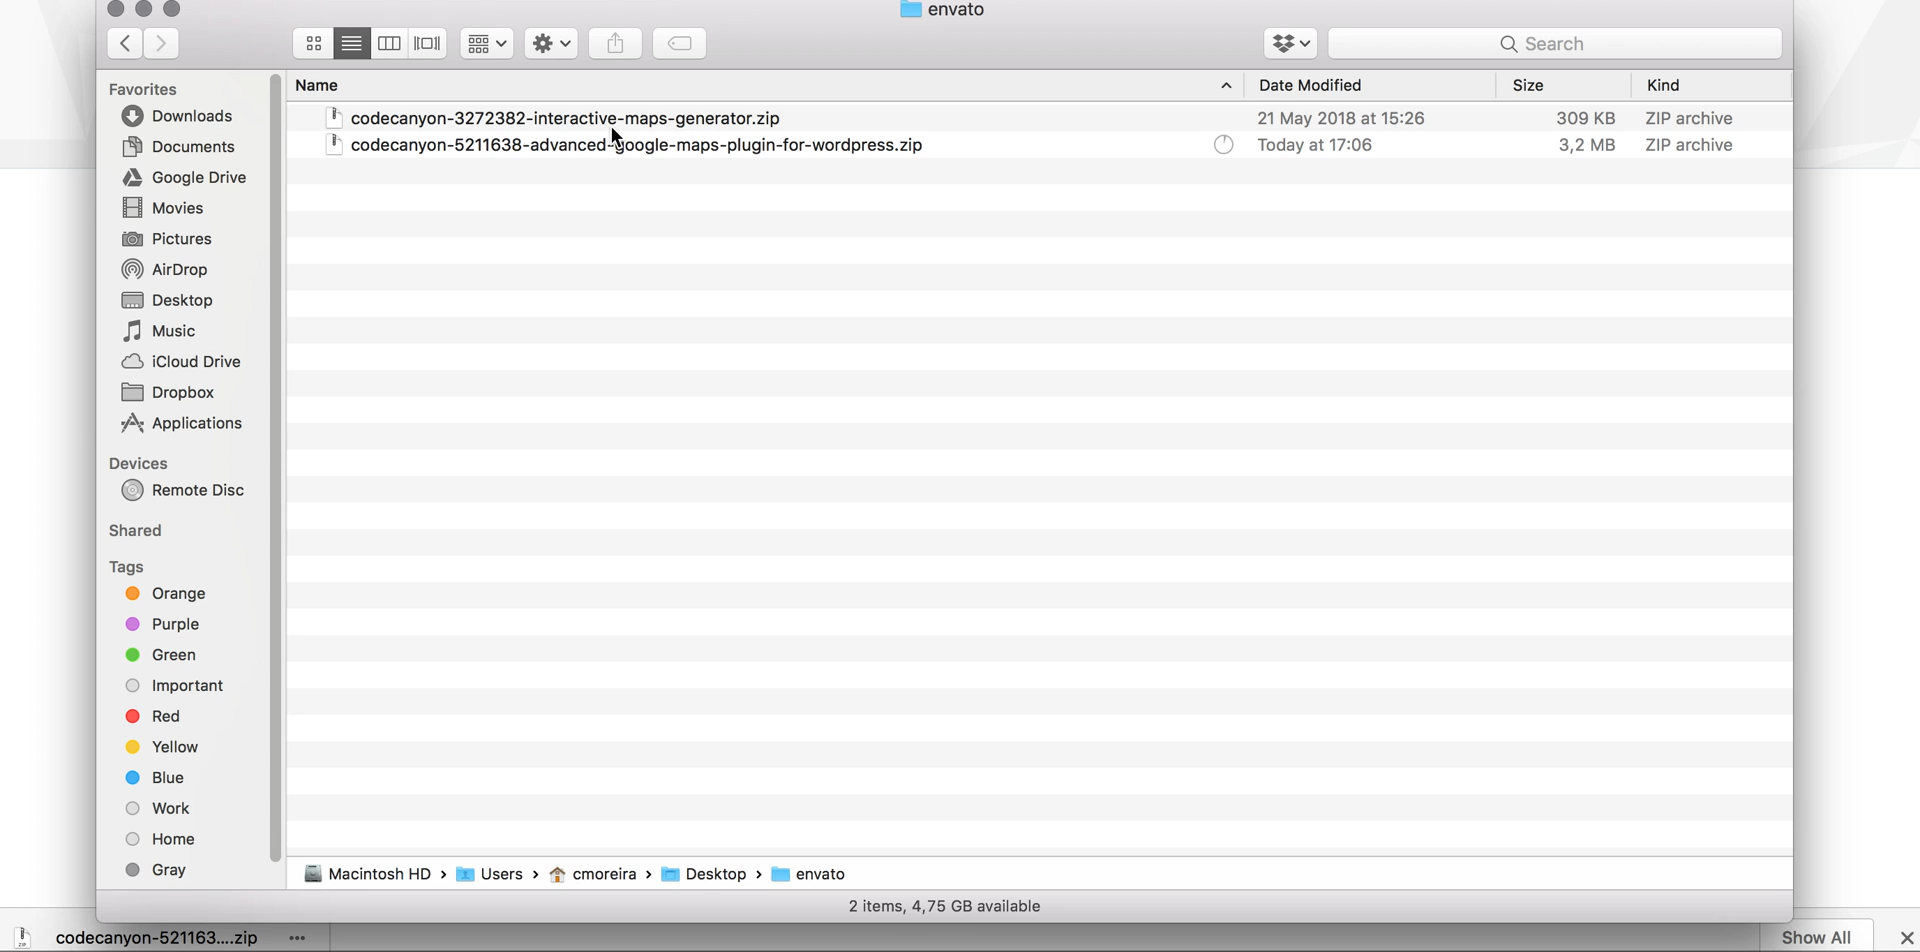 envato
Search
Favorites
Downloads
Documents
Google Drive
Movies
Pictures
AirDrop
Desktop
Music
iCloud Drive
Dropbox
Applications
Devices
Remote Disc
Shared
Tags
Orange
Purple
Green
Important
Red
Yellow
Blue
Work
Home
Gray
Name Date Modified Size Kind
codecanyon-3272382-interactive-maps-generator.zip 21 May 2018 at 15:26 309 KB ZIP archive
codecanyon-5211638-advanced-google-maps-plugin-for-wordpress.zip Today at 17:06 3,2 MB ZIP archive
Macintosh HD › Users › cmoreira › Desktop › envato
2 items, 4,75 GB available
ZIP codecanyon-521163....zip Show All